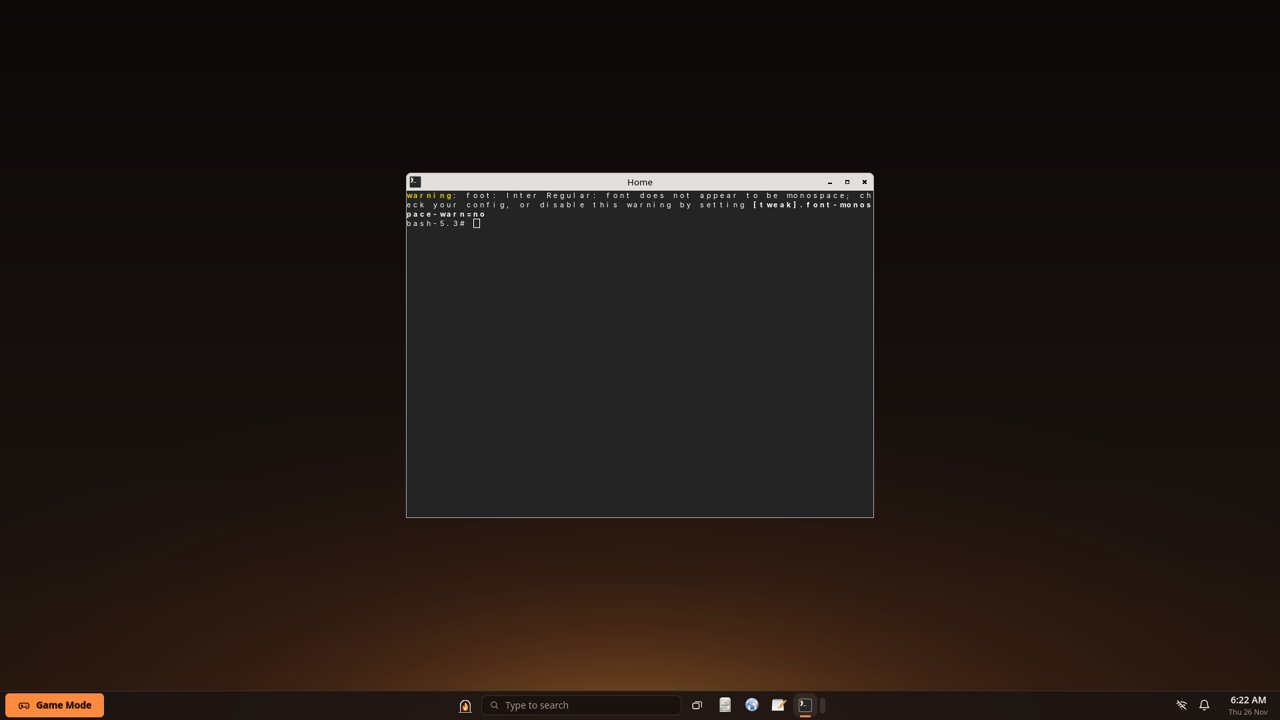 Home
warning: foot: Inter Regular: font does not appear to be monospace; ch
eck your config, or disable this warning by setting [tweak].font-monos
pace-warn=no
bash-5.3#
Game Mode
Type to search
6:22 AM
Thu 26 Nov